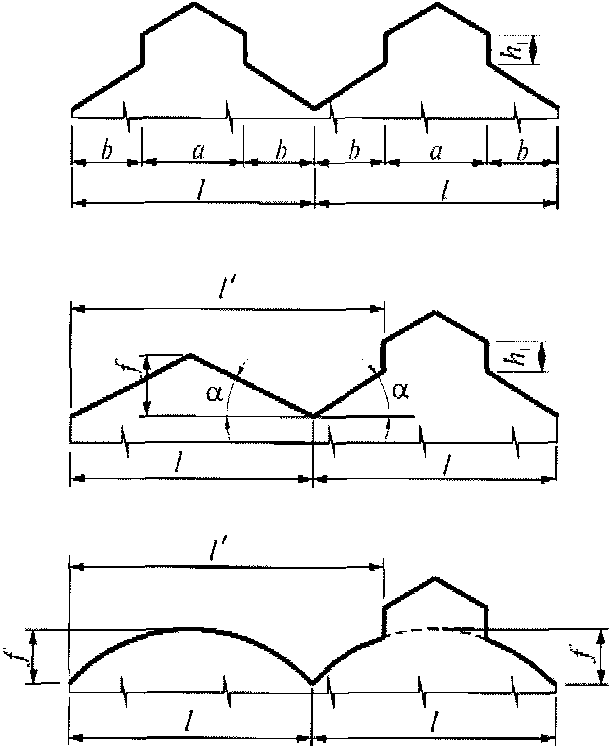 h₁
b a b b a b
l l
l′
f α α h₁
l l
l′
f f
l l